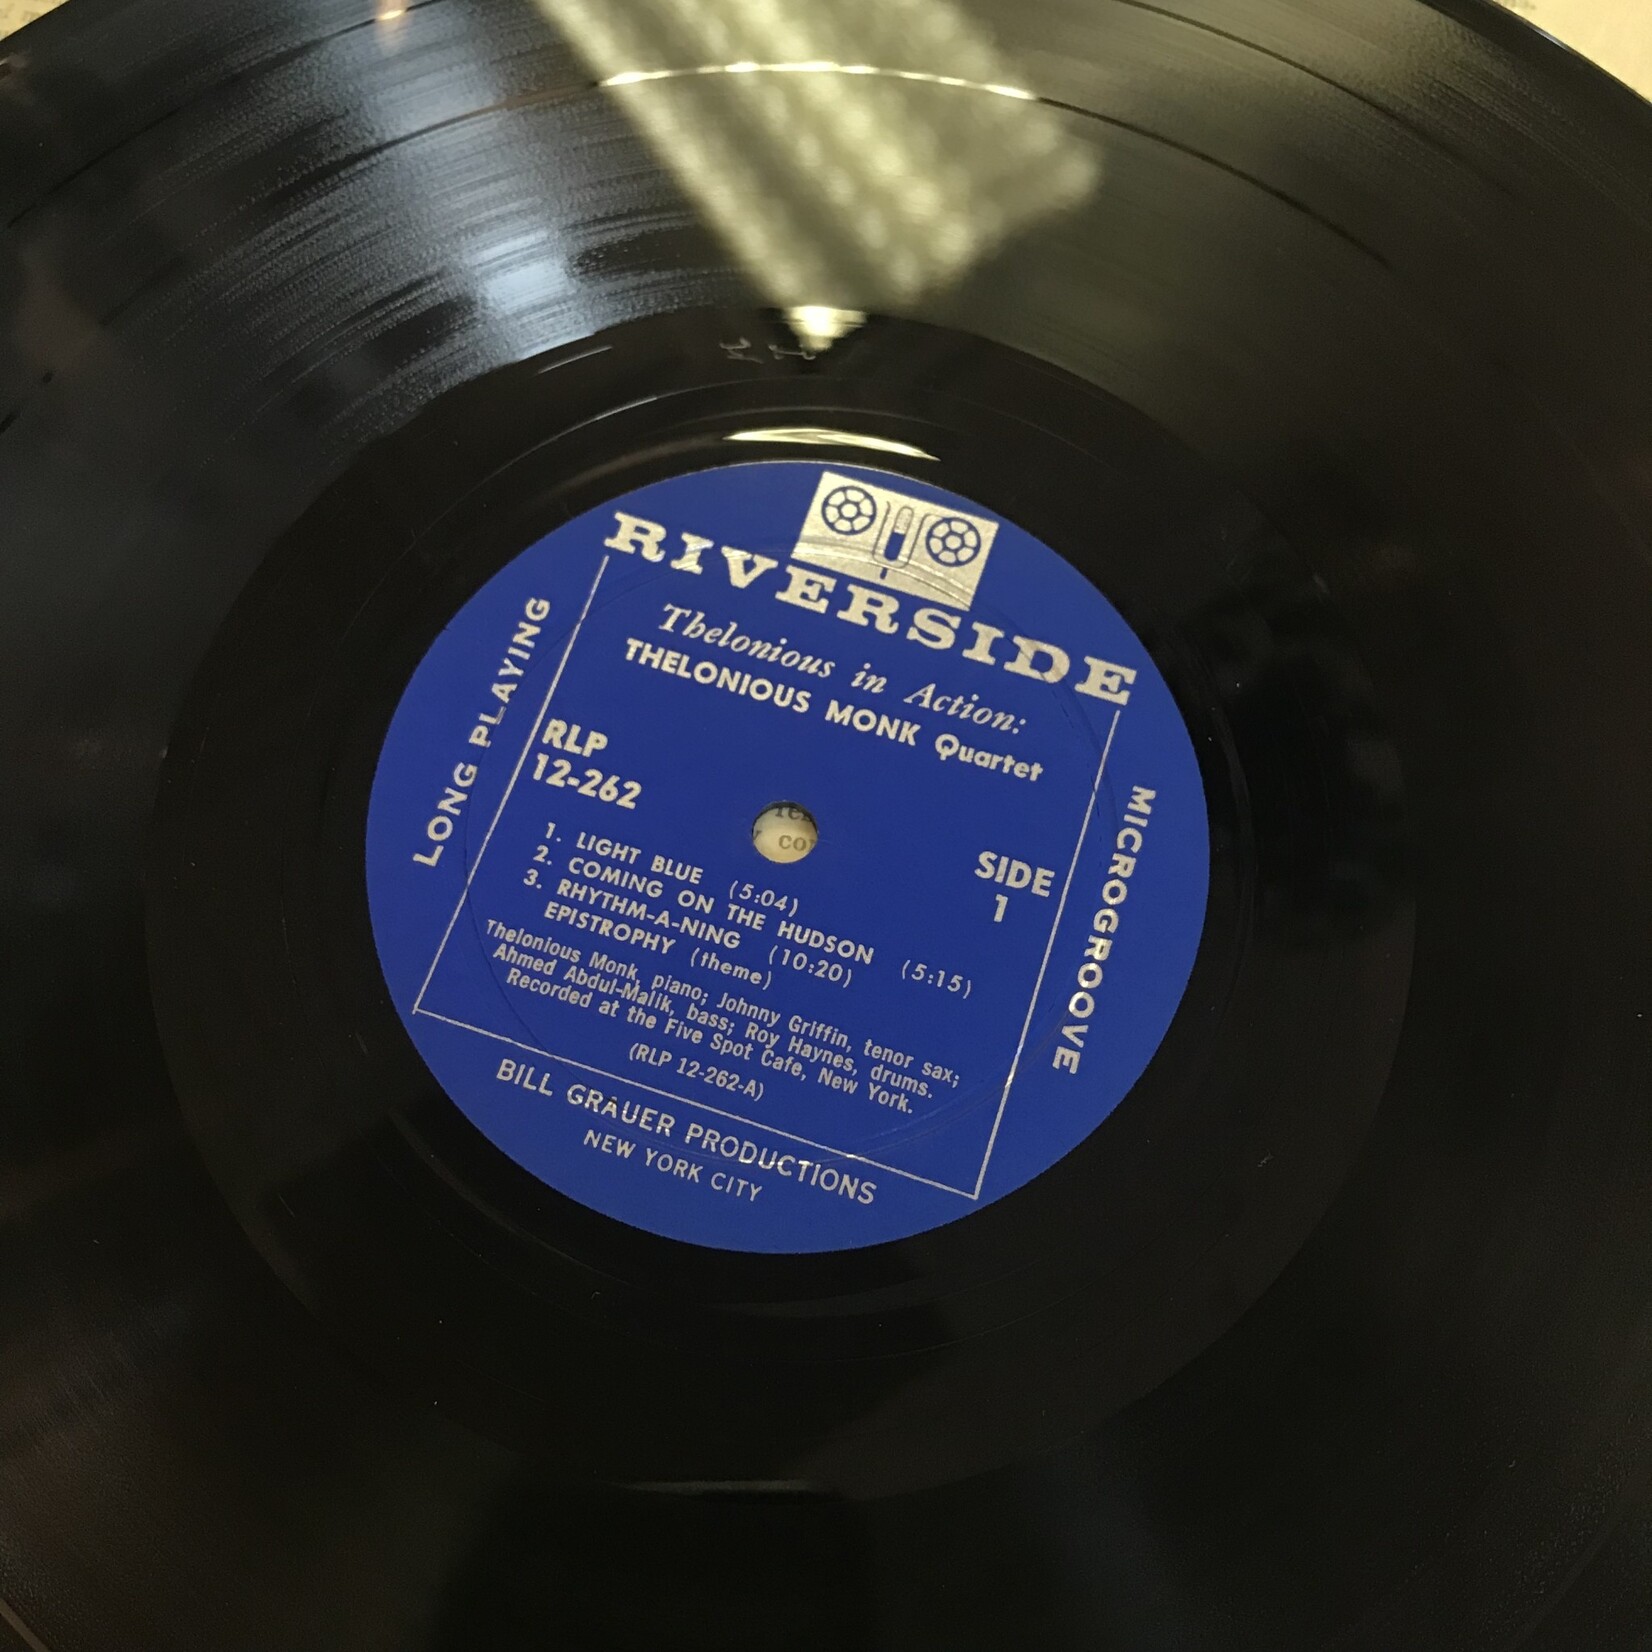 RIVERSIDE
Thelonious in Action:
THELONIOUS MONK Quartet
LONG PLAYING
MICROGROOVE
RLP
12-262
SIDE
1
1. LIGHT BLUE (5:04)
2. COMING ON THE HUDSON (5:15)
3. RHYTHM-A-NING (10:20)
EPISTROPHY (theme)
Thelonious Monk, piano; Johnny Griffin, tenor sax;
Ahmed Abdul-Malik, bass; Roy Haynes, drums.
Recorded at the Five Spot Cafe, New York.
(RLP 12-262-A)
BILL GRAUER PRODUCTIONS
NEW YORK CITY